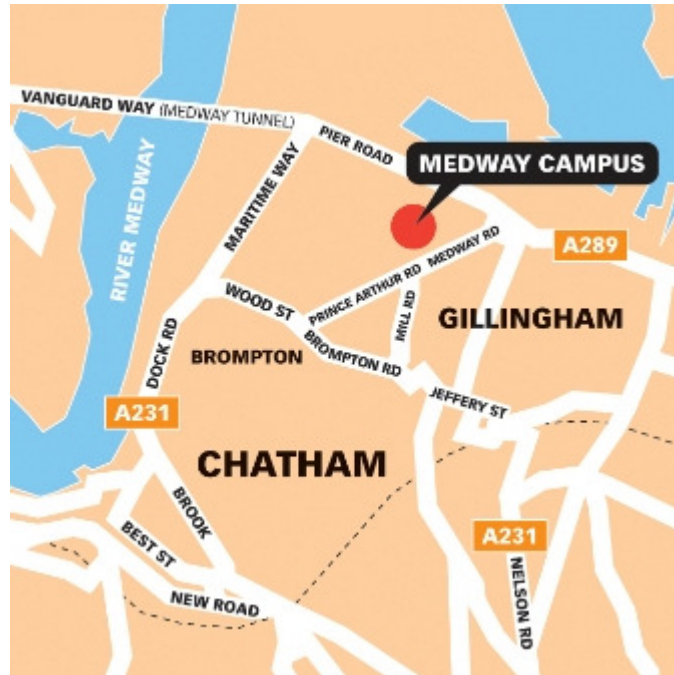 VANGUARD WAY (MEDWAY TUNNEL)
PIER ROAD
MEDWAY CAMPUS
RIVER MEDWAY
MARITIME WAY
A289
PRINCE ARTHUR RD
MEDWAY RD
WOOD ST
MILL RD
GILLINGHAM
DOCK RD
BROMPTON
BROMPTON RD
JEFFERY ST
A231
CHATHAM
BROOK
BEST ST
A231
NELSON RD
NEW ROAD